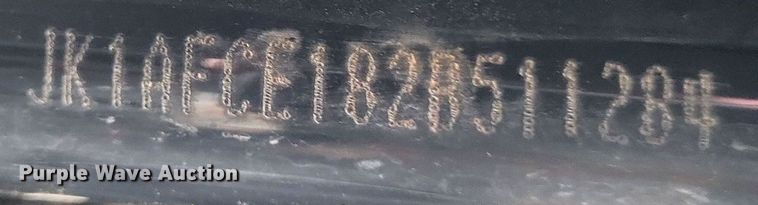 JK1AFCE182B511284
Purple Wave Auction